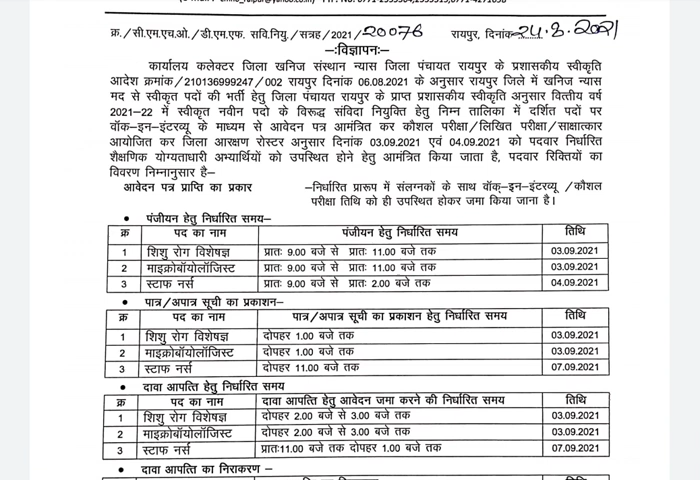 क्र./सी.एम.एच.ओ./डी.एम.एफ. सवि.नियु./सत्रह/2021/20076 रायपुर, दिनांक 24.8.2021
–:विज्ञापन:–
कार्यालय कलेक्टर जिला खनिज संस्थान न्यास जिला पंचायत रायपुर के प्रशासकीय स्वीकृति
आदेश क्रमांक/210136999247/002 रायपुर दिनांक 06.08.2021 के अनुसार रायपुर जिले में खनिज न्यास
मद से स्वीकृत पदों की भर्ती हेतु जिला पंचायत रायपुर के प्राप्त प्रशासकीय स्वीकृति अनुसार वित्तीय वर्ष
2021–22 में स्वीकृत नवीन पदो के विरूद्ध संविदा नियुक्ति हेतु निम्न तालिका में दर्शित पदों पर
वॉक–इन–इंटरव्यू के माध्यम से आवेदन पत्र आमंत्रित कर कौशल परीक्षा/लिखित परीक्षा/साक्षात्कार
आयोजित कर जिला आरक्षण रोस्टर अनुसार दिनांक 03.09.2021 एवं 04.09.2021 को पदवार निर्धारित
शैक्षणिक योग्यताधारी अभ्यार्थियों को उपस्थित होने हेतु आमंत्रित किया जाता है, पदवार रिक्तियों का
विवरण निम्नानुसार है–
आवेदन पत्र प्राप्ति का प्रकार –निर्धारित प्रारूप में संलग्नकों के साथ वॉक्–इन–इंटरव्यू /कौशल
परीक्षा तिथि को ही उपस्थित होकर जमा किया जाना है।
• पंजीयन हेतु निर्धारित समय–
क्र पद का नाम पंजीयन हेतु निर्धारित समय तिथि
1 शिशु रोग विशेषज्ञ प्रातः 9.00 बजे से प्रातः 11.00 बजे तक 03.09.2021
2 माइक्रोबॉयोलॉजिस्ट प्रातः 9.00 बजे से प्रातः 11.00 बजे तक 03.09.2021
3 स्टाफ नर्स प्रातः 9.00 बजे से प्रातः 2.00 बजे तक 04.09.2021
• पात्र/अपात्र सूची का प्रकाशन–
क्र पद का नाम पात्र/अपात्र सूची का प्रकाशन हेतु निर्धारित समय तिथि
1 शिशु रोग विशेषज्ञ दोपहर 1.00 बजे तक 03.09.2021
2 माइक्रोबॉयोलॉजिस्ट दोपहर 1.00 बजे तक 03.09.2021
3 स्टाफ नर्स दोपहर 11.00 बजे तक 07.09.2021
• दावा आपत्ति हेतु निर्धारित समय
क्र पद का नाम दावा आपत्ति हेतु आवेदन जमा करने की निर्धारित समय तिथि
1 शिशु रोग विशेषज्ञ दोपहर 2.00 बजे से 3.00 बजे तक 03.09.2021
2 माइक्रोबॉयोलॉजिस्ट दोपहर 2.00 बजे से 3.00 बजे तक 03.09.2021
3 स्टाफ नर्स प्रातः11.00 बजे तक दोपहर 1.00 बजे तक 07.09.2021
• दावा आपत्ति का निराकरण –